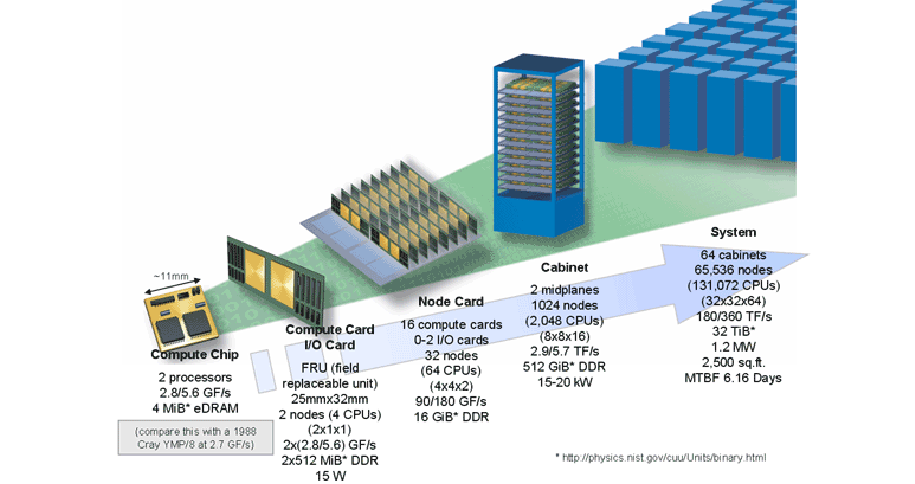 System
64 cabinets
65,536 nodes
(131,072 CPUs)
(32x32x64)
180/360 TF/s
32 TiB*
1.2 MW
2,500 sq.ft.
MTBF 6.16 Days
Cabinet
2 midplanes
1024 nodes
(2,048 CPUs)
(8x8x16)
2.9/5.7 TF/s
512 GiB* DDR
15-20 kW
Node Card
16 compute cards
0-2 I/O cards
32 nodes
(64 CPUs)
(4x4x2)
90/180 GF/s
16 GiB* DDR
Compute Card
I/O Card
FRU (field
replaceable unit)
25mmx32mm
2 nodes (4 CPUs)
(2x1x1)
2x(2.8/5.6) GF/s
2x512 MiB* DDR
15 W
~11mm
Compute Chip
2 processors
2.8/5.6 GF/s
4 MiB* eDRAM
(compare this with a 1988
Cray YMP/8 at 2.7 GF/s)
* http://physics.nist.gov/cuu/Units/binary.html